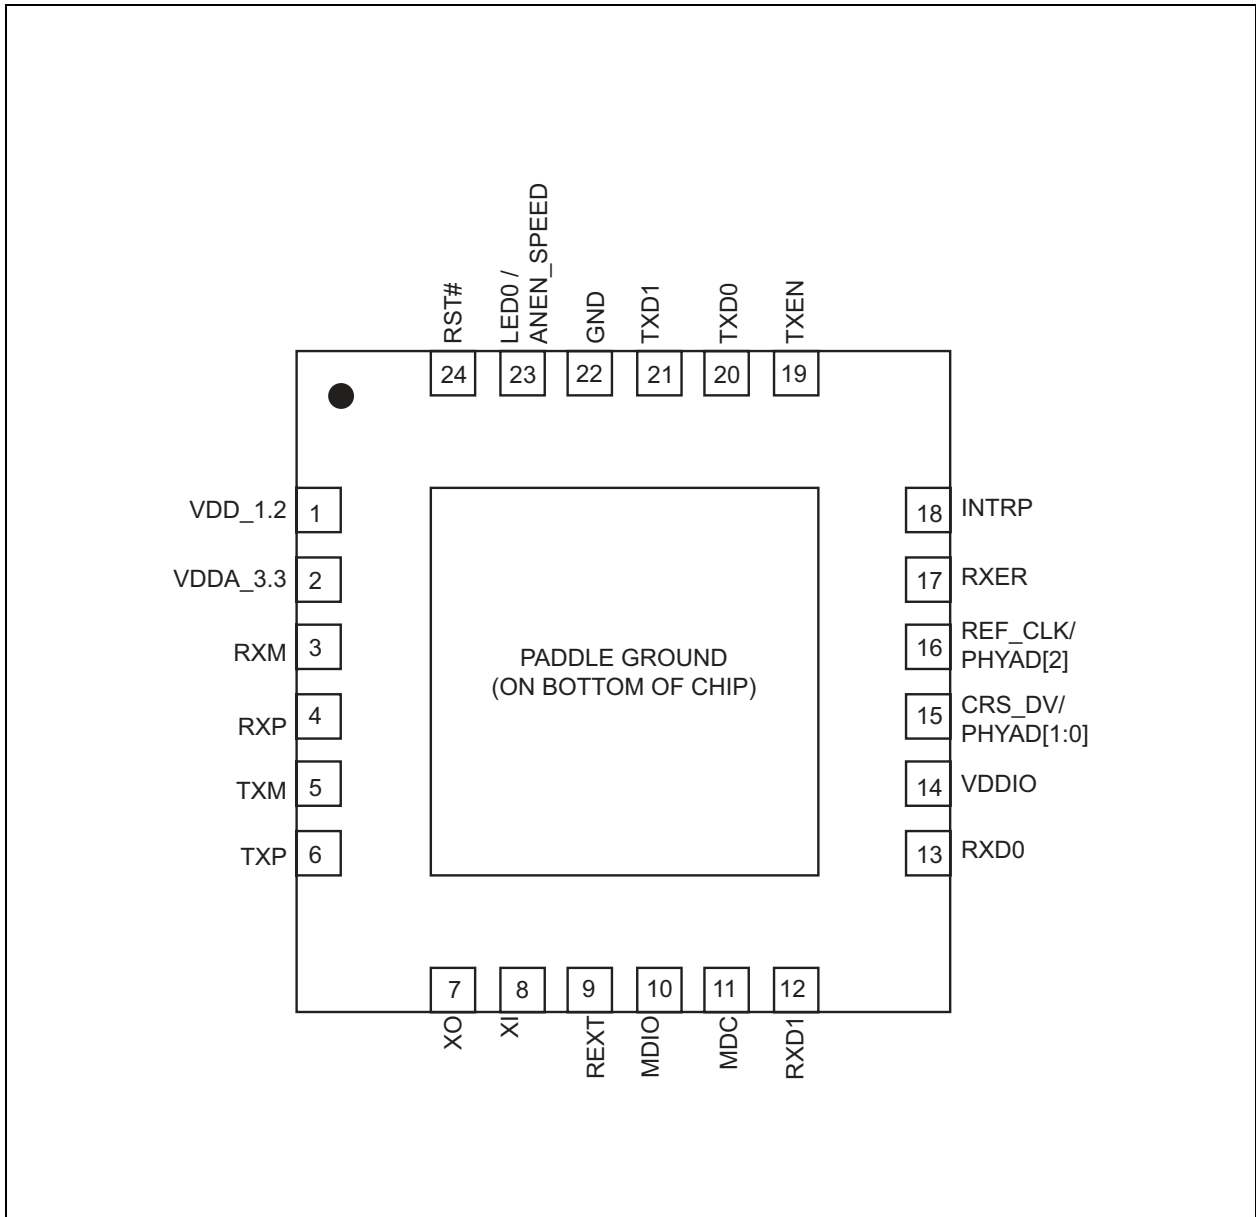 RST#
LED0 /
ANEN_SPEED
GND
TXD1
TXD0
TXEN
24
23
22
21
20
19
VDD_1.2
1
VDDA_3.3
2
RXM
3
RXP
4
TXM
5
TXP
6
PADDLE GROUND
(ON BOTTOM OF CHIP)
18
INTRP
17
RXER
16
REF_CLK/
PHYAD[2]
15
CRS_DV/
PHYAD[1:0]
14
VDDIO
13
RXD0
7
8
9
10
11
12
XO
XI
REXT
MDIO
MDC
RXD1